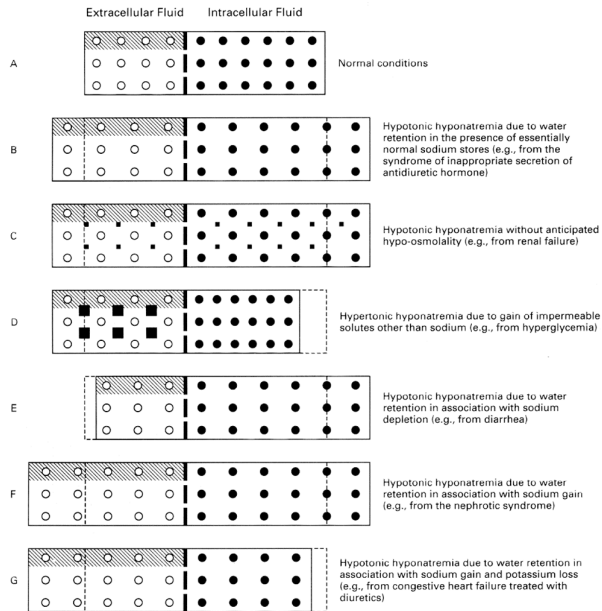 Extracellular Fluid Intracellular Fluid
A
Normal conditions
B
Hypotonic hyponatremia due to water
retention in the presence of essentially
normal sodium stores (e.g., from the
syndrome of inappropriate secretion of
antidiuretic hormone)
C
Hypotonic hyponatremia without anticipated
hypo-osmolality (e.g., from renal failure)
D
Hypertonic hyponatremia due to gain of impermeable
solutes other than sodium (e.g., from hyperglycemia)
E
Hypotonic hyponatremia due to water
retention in association with sodium
depletion (e.g., from diarrhea)
F
Hypotonic hyponatremia due to water
retention in association with sodium gain
(e.g., from the nephrotic syndrome)
G
Hypotonic hyponatremia due to water retention in
association with sodium gain and potassium loss
(e.g., from congestive heart failure treated with
diuretics)